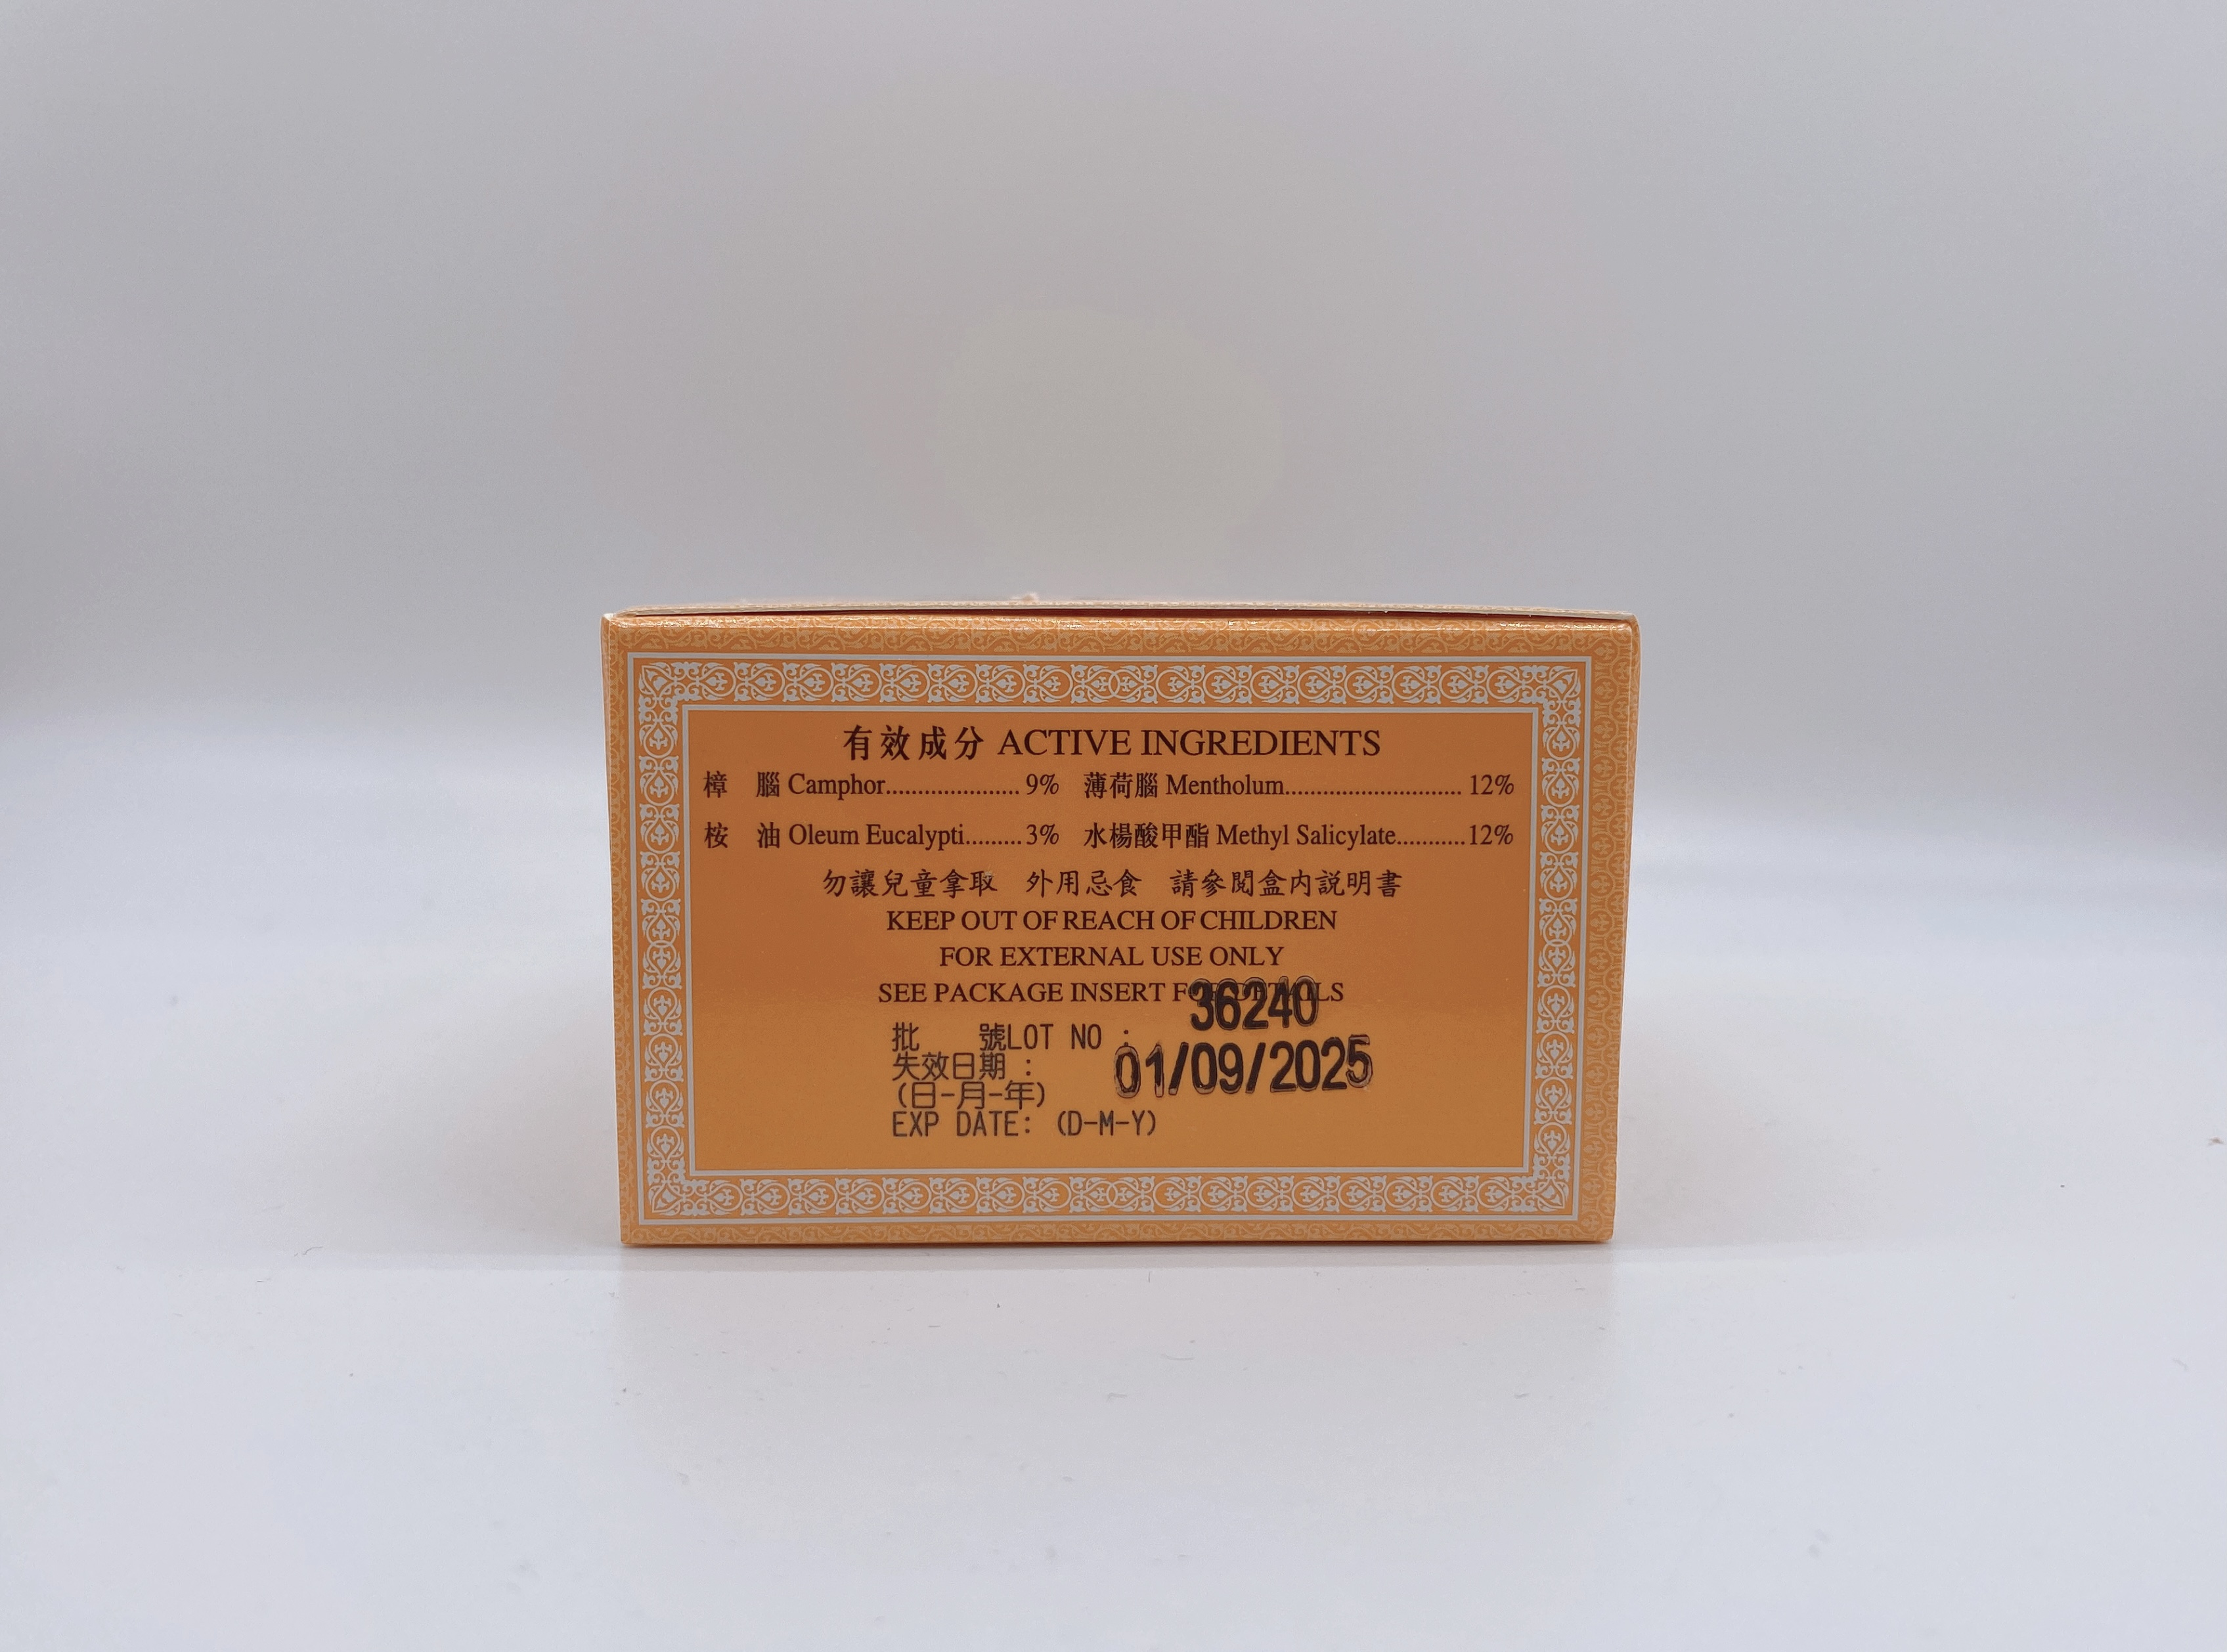 有效成分 ACTIVE INGREDIENTS
樟 腦 Camphor..................... 9% 薄荷腦 Mentholum............................ 12%
桉 油 Oleum Eucalypti......... 3% 水楊酸甲酯 Methyl Salicylate...........12%
勿讓兒童拿取 外用忌食 請參閱盒内説明書
KEEP OUT OF REACH OF CHILDREN
FOR EXTERNAL USE ONLY
SEE PACKAGE INSERT FOR DETAILS
批 號LOT NO : 36240
失效日期 : 01/09/2025
(日-月-年)
EXP DATE: (D-M-Y)